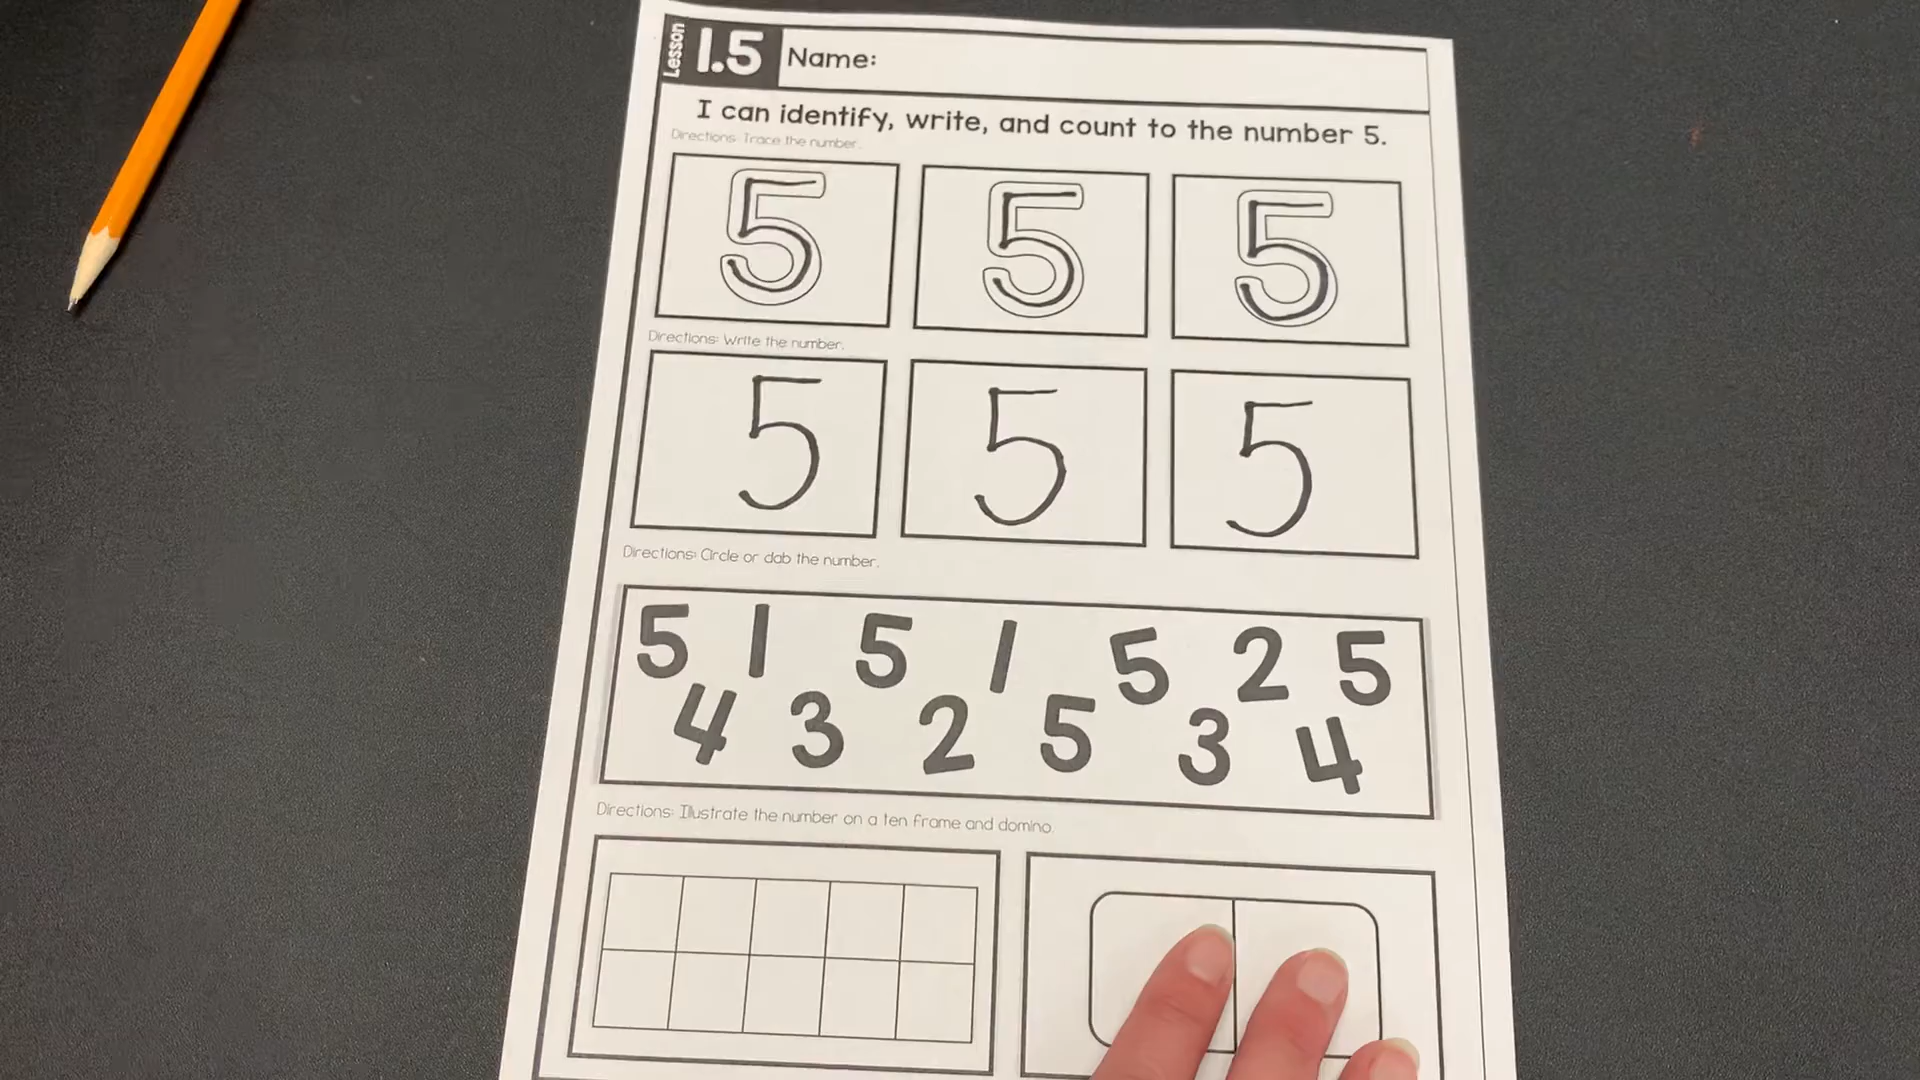 Lesson 1.5 Name:
I can identify, write, and count to the number 5.
Directions: Trace the number.
5 5 5
Directions: Write the number.
5 5 5
Directions: Circle or dab the number.
5 1 5 1 5 2 5
4 3 2 5 3 4
Directions: Illustrate the number on a ten frame and domino.